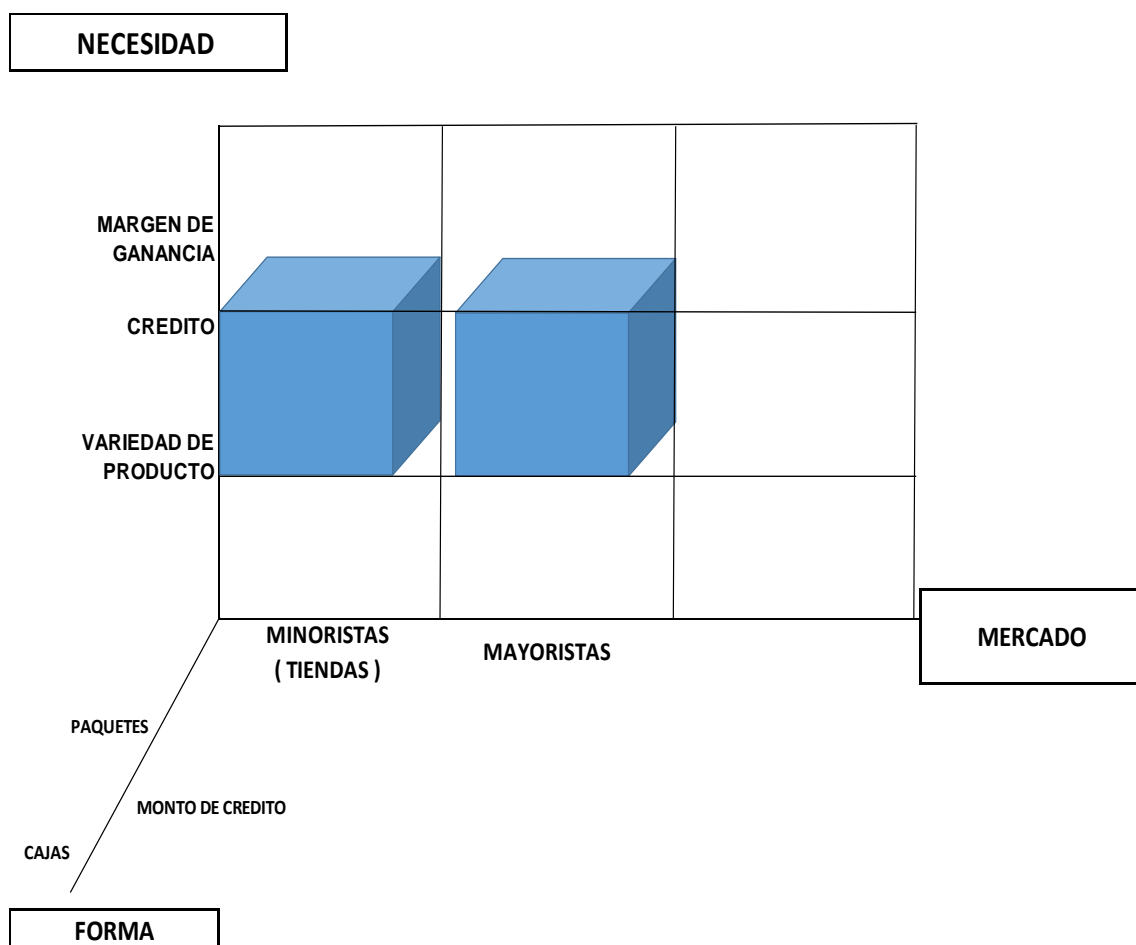 NECESIDAD
MARGEN DE
GANANCIA
CREDITO
VARIEDAD DE
PRODUCTO
MINORISTAS
( TIENDAS )
MAYORISTAS
MERCADO
PAQUETES
MONTO DE CREDITO
CAJAS
FORMA